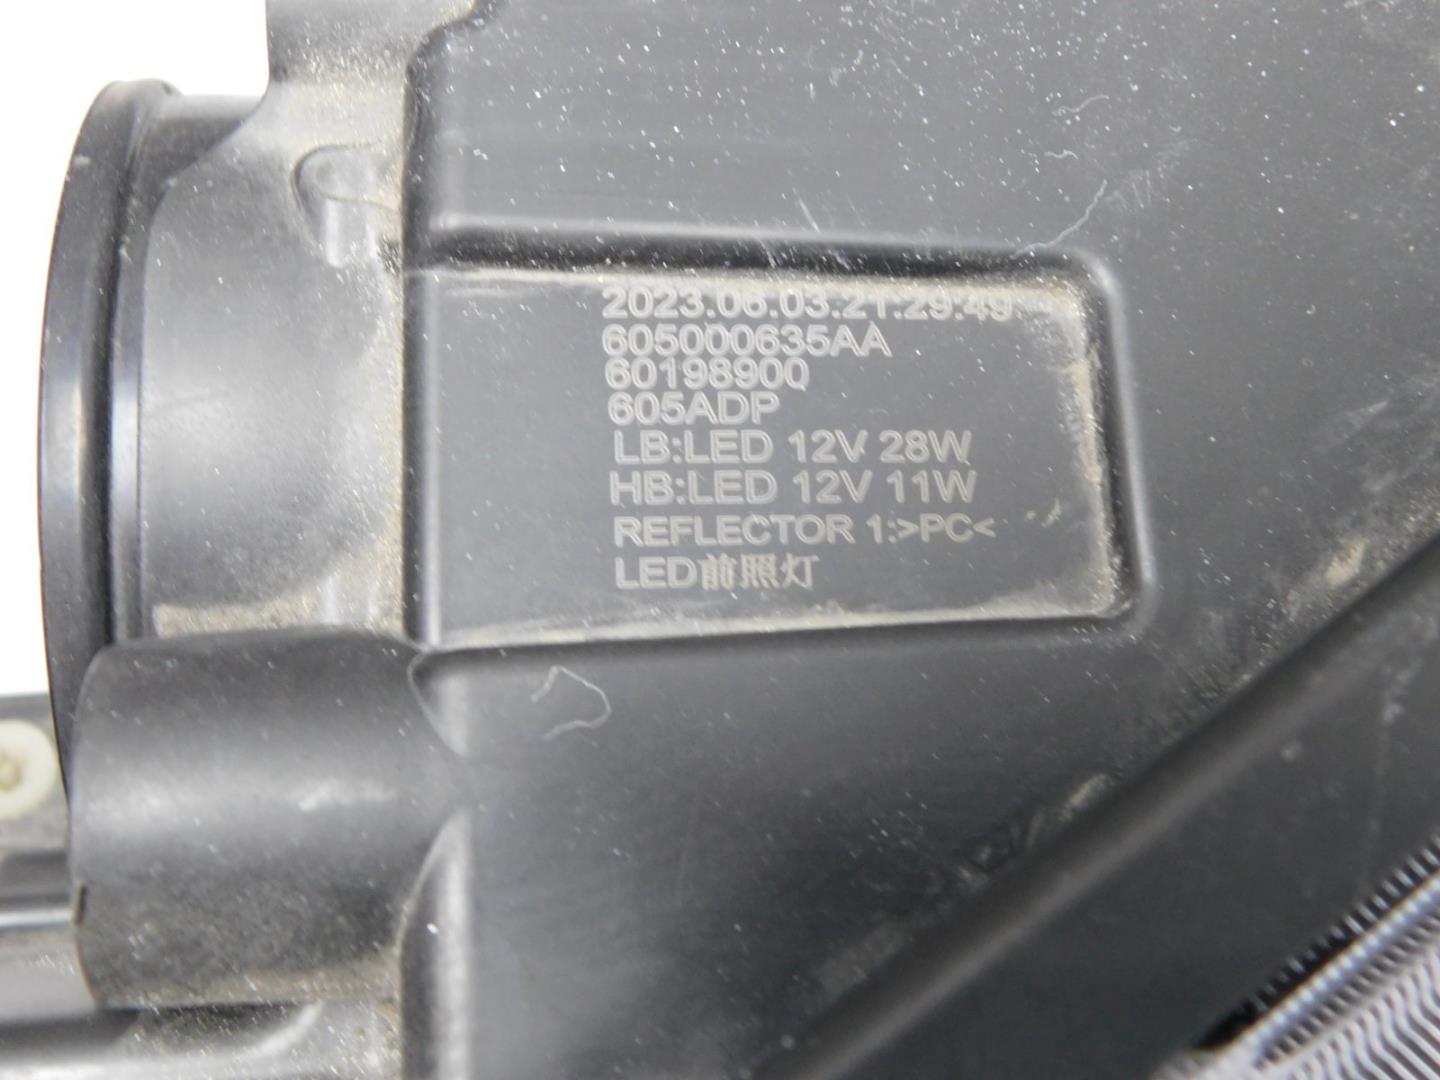 2023.06.03.21:29:49
605000635AA
60198900
605ADP
LB:LED 12V 28W
HB:LED 12V 11W
REFLECTOR 1:>PC<
LED前照灯